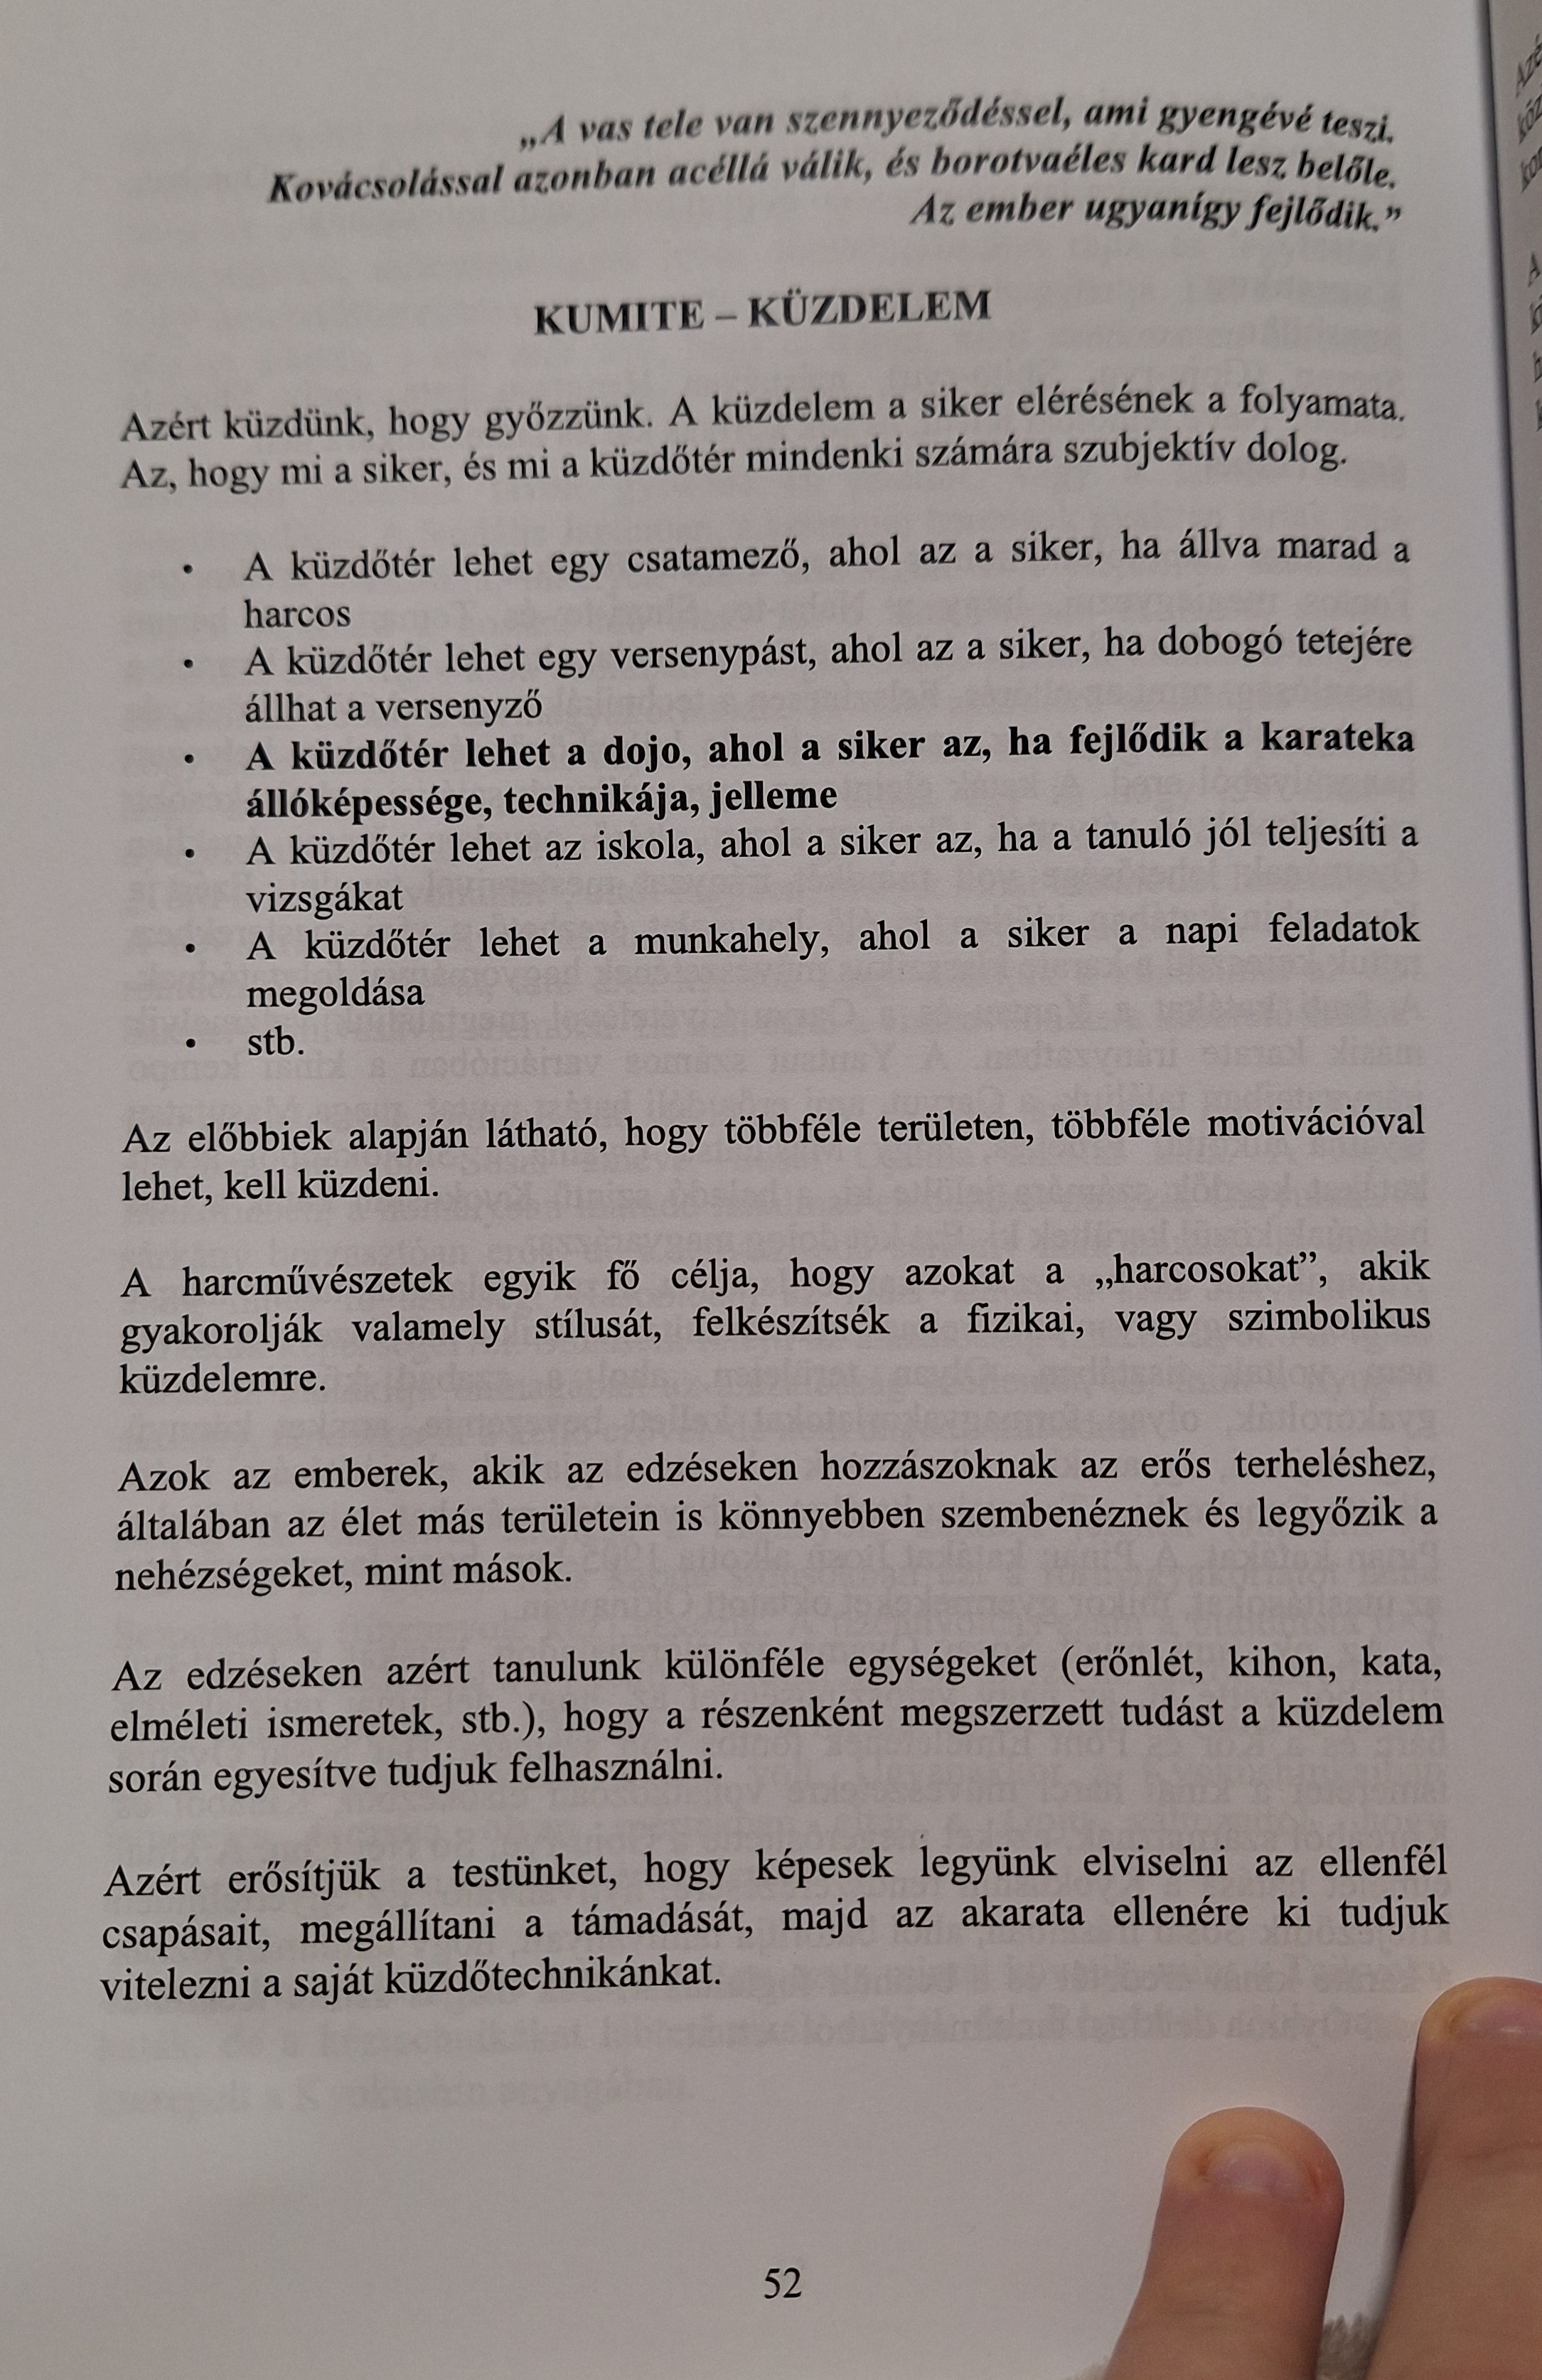 „A vas tele van szennyeződéssel, ami gyengévé teszi.
Kovácsolással azonban acéllá válik, és borotvaéles kard lesz belőle.
Az ember ugyanígy fejlődik.”
KUMITE – KÜZDELEM
Azért küzdünk, hogy győzzünk. A küzdelem a siker elérésének a folyamata.
Az, hogy mi a siker, és mi a küzdőtér mindenki számára szubjektív dolog.
• A küzdőtér lehet egy csatamező, ahol az a siker, ha állva marad a
harcos
• A küzdőtér lehet egy versenypást, ahol az a siker, ha dobogó tetejére
állhat a versenyző
• A küzdőtér lehet a dojo, ahol a siker az, ha fejlődik a karateka
állóképessége, technikája, jelleme
• A küzdőtér lehet az iskola, ahol a siker az, ha a tanuló jól teljesíti a
vizsgákat
• A küzdőtér lehet a munkahely, ahol a siker a napi feladatok
megoldása
• stb.
Az előbbiek alapján látható, hogy többféle területen, többféle motivációval
lehet, kell küzdeni.
A harcművészetek egyik fő célja, hogy azokat a „harcosokat”, akik
gyakorolják valamely stílusát, felkészítsék a fizikai, vagy szimbolikus
küzdelemre.
Azok az emberek, akik az edzéseken hozzászoknak az erős terheléshez,
általában az élet más területein is könnyebben szembenéznek és legyőzik a
nehézségeket, mint mások.
Az edzéseken azért tanulunk különféle egységeket (erőnlét, kihon, kata,
elméleti ismeretek, stb.), hogy a részenként megszerzett tudást a küzdelem
során egyesítve tudjuk felhasználni.
Azért erősítjük a testünket, hogy képesek legyünk elviselni az ellenfél
csapásait, megállítani a támadását, majd az akarata ellenére ki tudjuk
vitelezni a saját küzdőtechnikánkat.
52